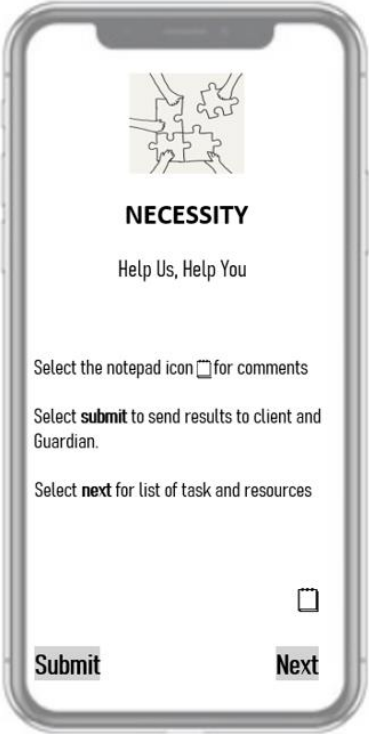 NECESSITY
Help Us, Help You
Select the notepad icon for comments
Select submit to send results to client and
Guardian.
Select next for list of task and resources
Submit
Next